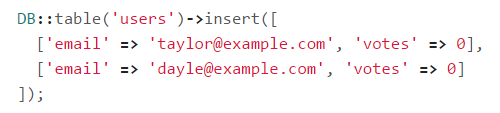 DB::table('users')->insert([
  ['email' => 'taylor@example.com', 'votes' => 0],
  ['email' => 'dayle@example.com', 'votes' => 0]
]);